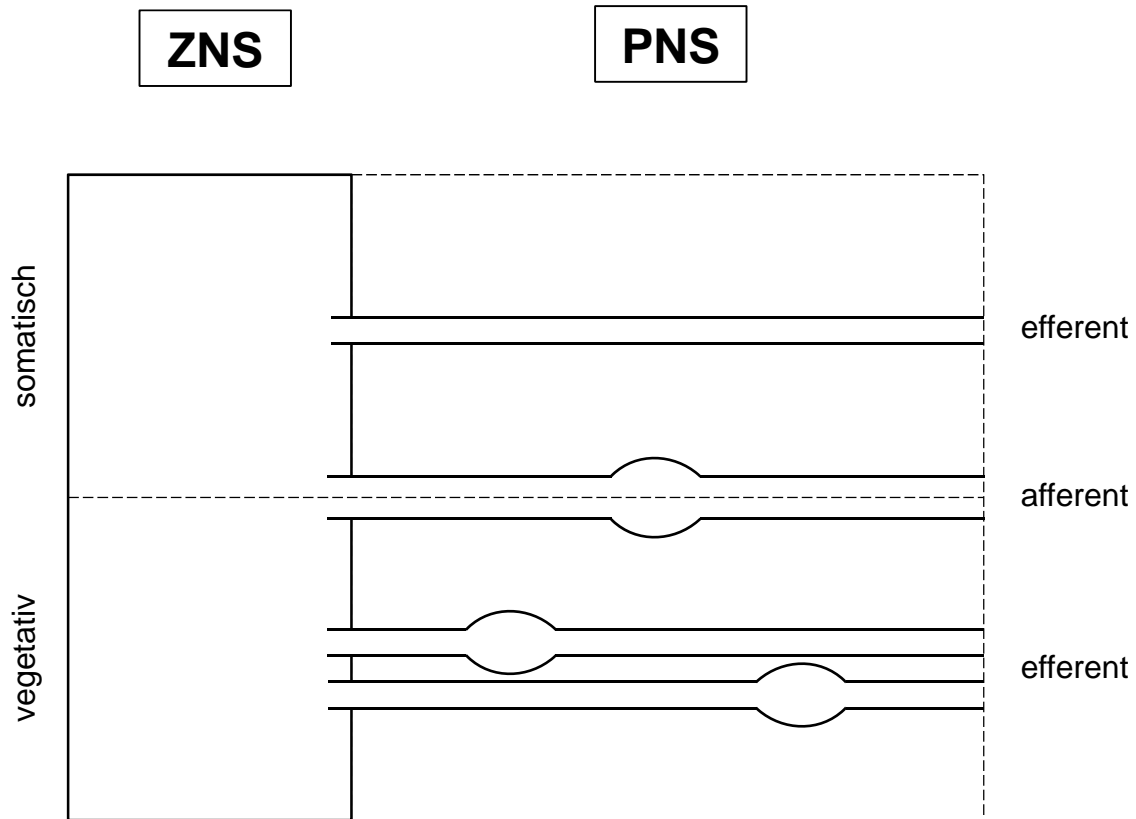 ZNS
PNS
somatisch
efferent
afferent
vegetativ
efferent